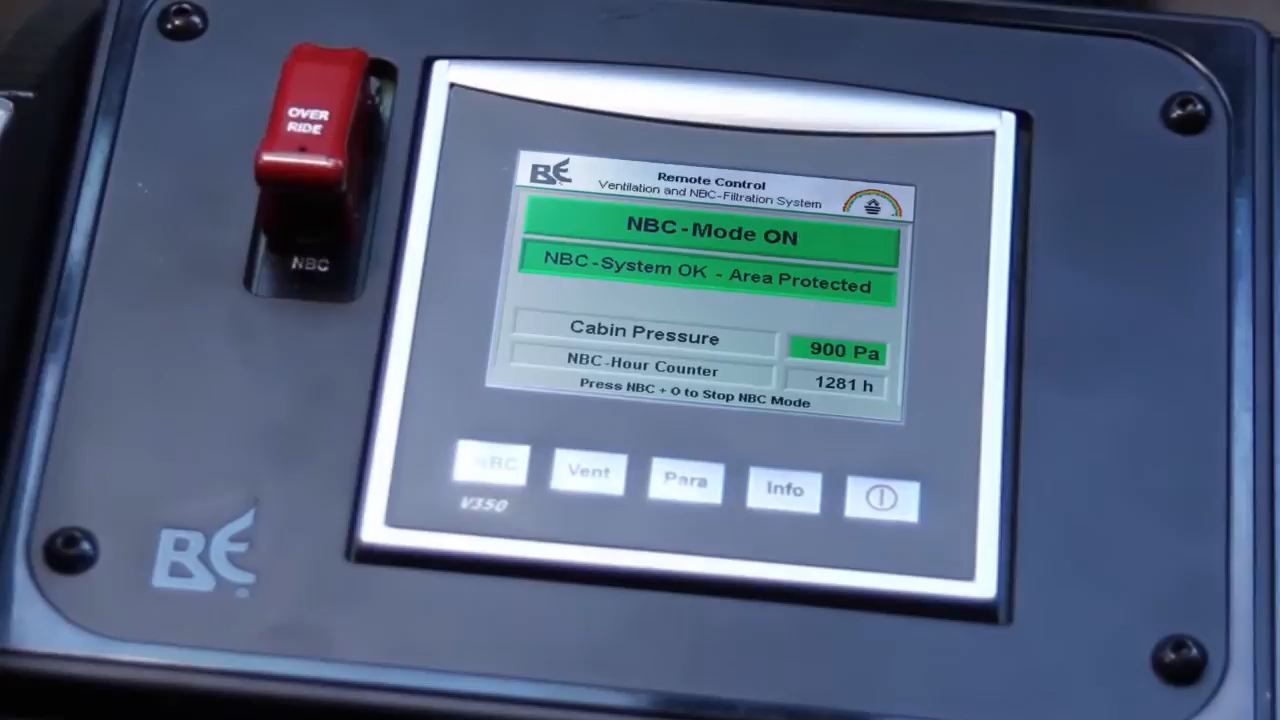 OVER
RIDE
NBC
BE
Remote Control
Ventilation and NBC-Filtration System
NBC-Mode ON
NBC-System OK - Area Protected
Cabin Pressure 900 Pa
NBC-Hour Counter 1281 h
Press NBC + O to Stop NBC Mode
NBC Vent Para Info
V350
BE